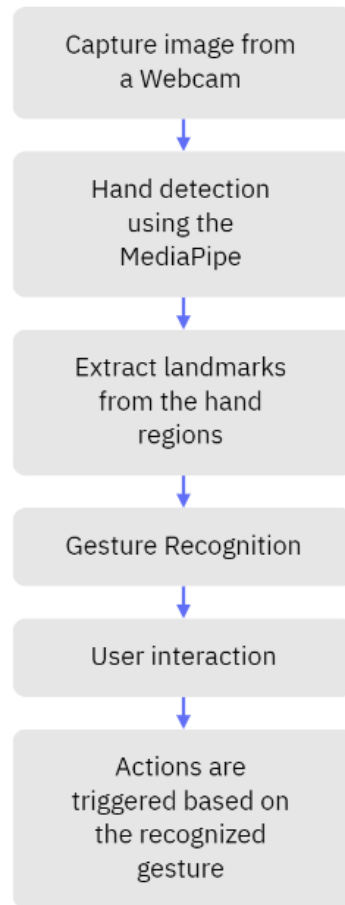 Capture image from
a Webcam
Hand detection
using the
MediaPipe
Extract landmarks
from the hand
regions
Gesture Recognition
User interaction
Actions are
triggered based on
the recognized
gesture